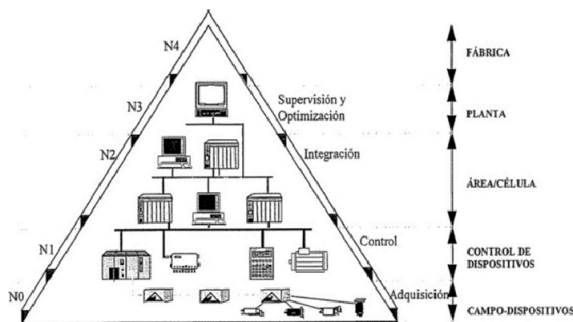 N4
FÁBRICA
N3
Supervisión y
Optimización
PLANTA
N2
Integración
ÁREA/CÉLULA
N1
Control
CONTROL DE
DISPOSITIVOS
N0
Adquisición
CAMPO-DISPOSITIVOS